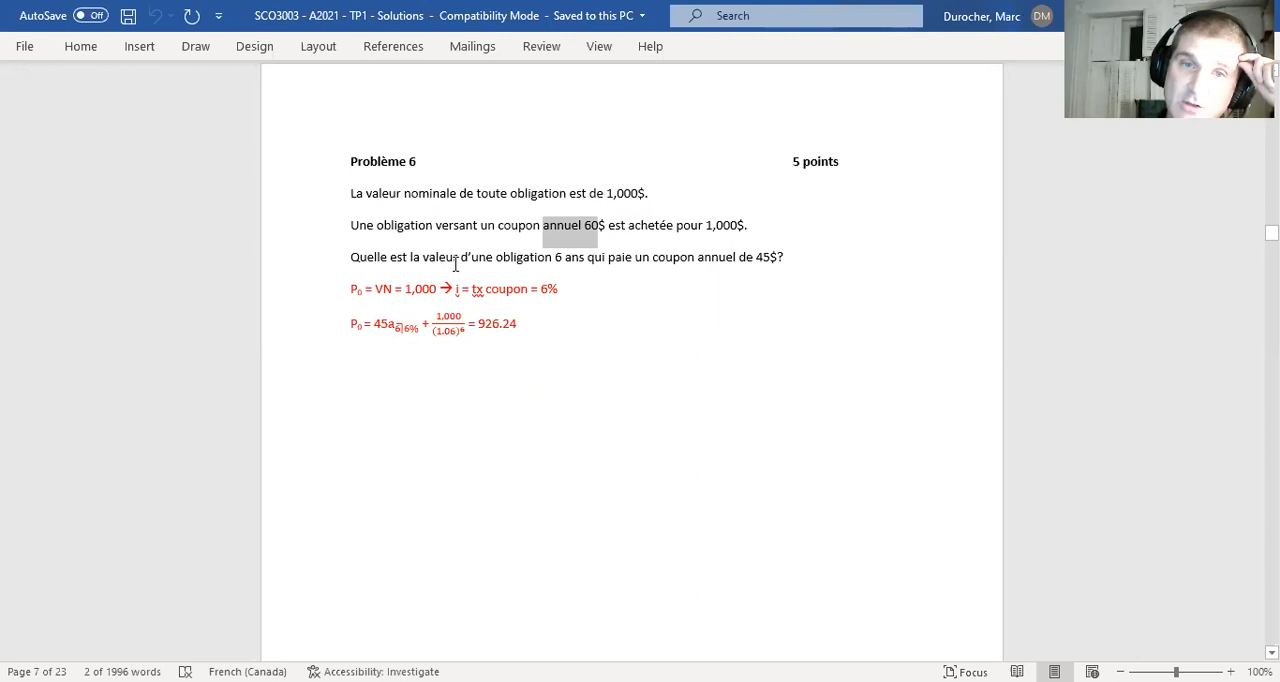 AutoSave Off SCO3003 - A2021 - TP1 - Solutions - Compatibility Mode - Saved to this PC Search Durocher, Marc DM
File Home Insert Draw Design Layout References Mailings Review View Help
Problème 6 5 points
La valeur nominale de toute obligation est de 1,000$.
Une obligation versant un coupon annuel 60$ est achetée pour 1,000$.
Quelle est la valeur d'une obligation 6 ans qui paie un coupon annuel de 45$?
P₀ = VN = 1,000 → i = tx coupon = 6%
P₀ = 45a6̅|6% + 1,000/(1.06)⁶ = 926.24
Page 7 of 23 2 of 1996 words French (Canada) Accessibility: Investigate Focus 100%